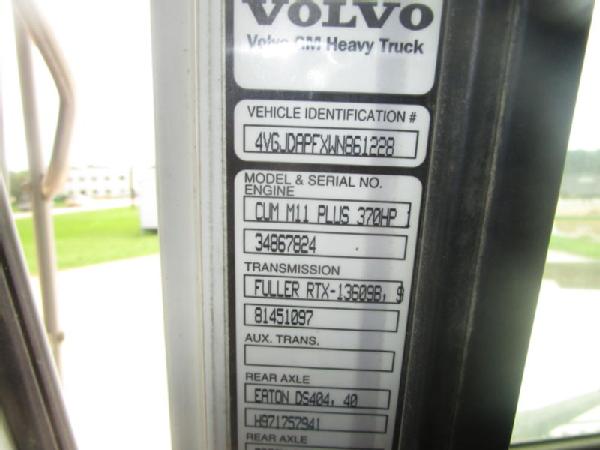 VOLVO
Volvo GM Heavy Truck
VEHICLE IDENTIFICATION #
4VGJDAPFXWN861228
MODEL & SERIAL NO.
ENGINE
CUM M11 PLUS 370HP
34867824
TRANSMISSION
FULLER RTX-13609B, 9
81451097
AUX. TRANS.
REAR AXLE
EATON DS404, 40
H971757941
REAR AXLE